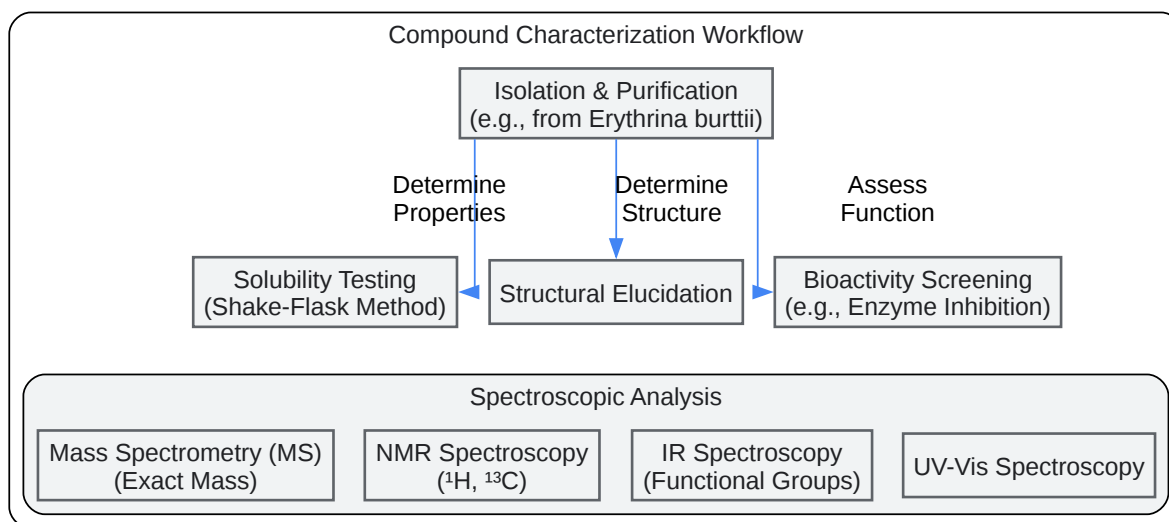 Compound Characterization Workflow
Isolation & Purification
(e.g., from Erythrina burttii)
Determine
Properties
Determine
Structure
Assess
Function
Solubility Testing
(Shake-Flask Method)
Structural Elucidation
Bioactivity Screening
(e.g., Enzyme Inhibition)
Spectroscopic Analysis
Mass Spectrometry (MS)
(Exact Mass)
NMR Spectroscopy
(¹H, ¹³C)
IR Spectroscopy
(Functional Groups)
UV-Vis Spectroscopy